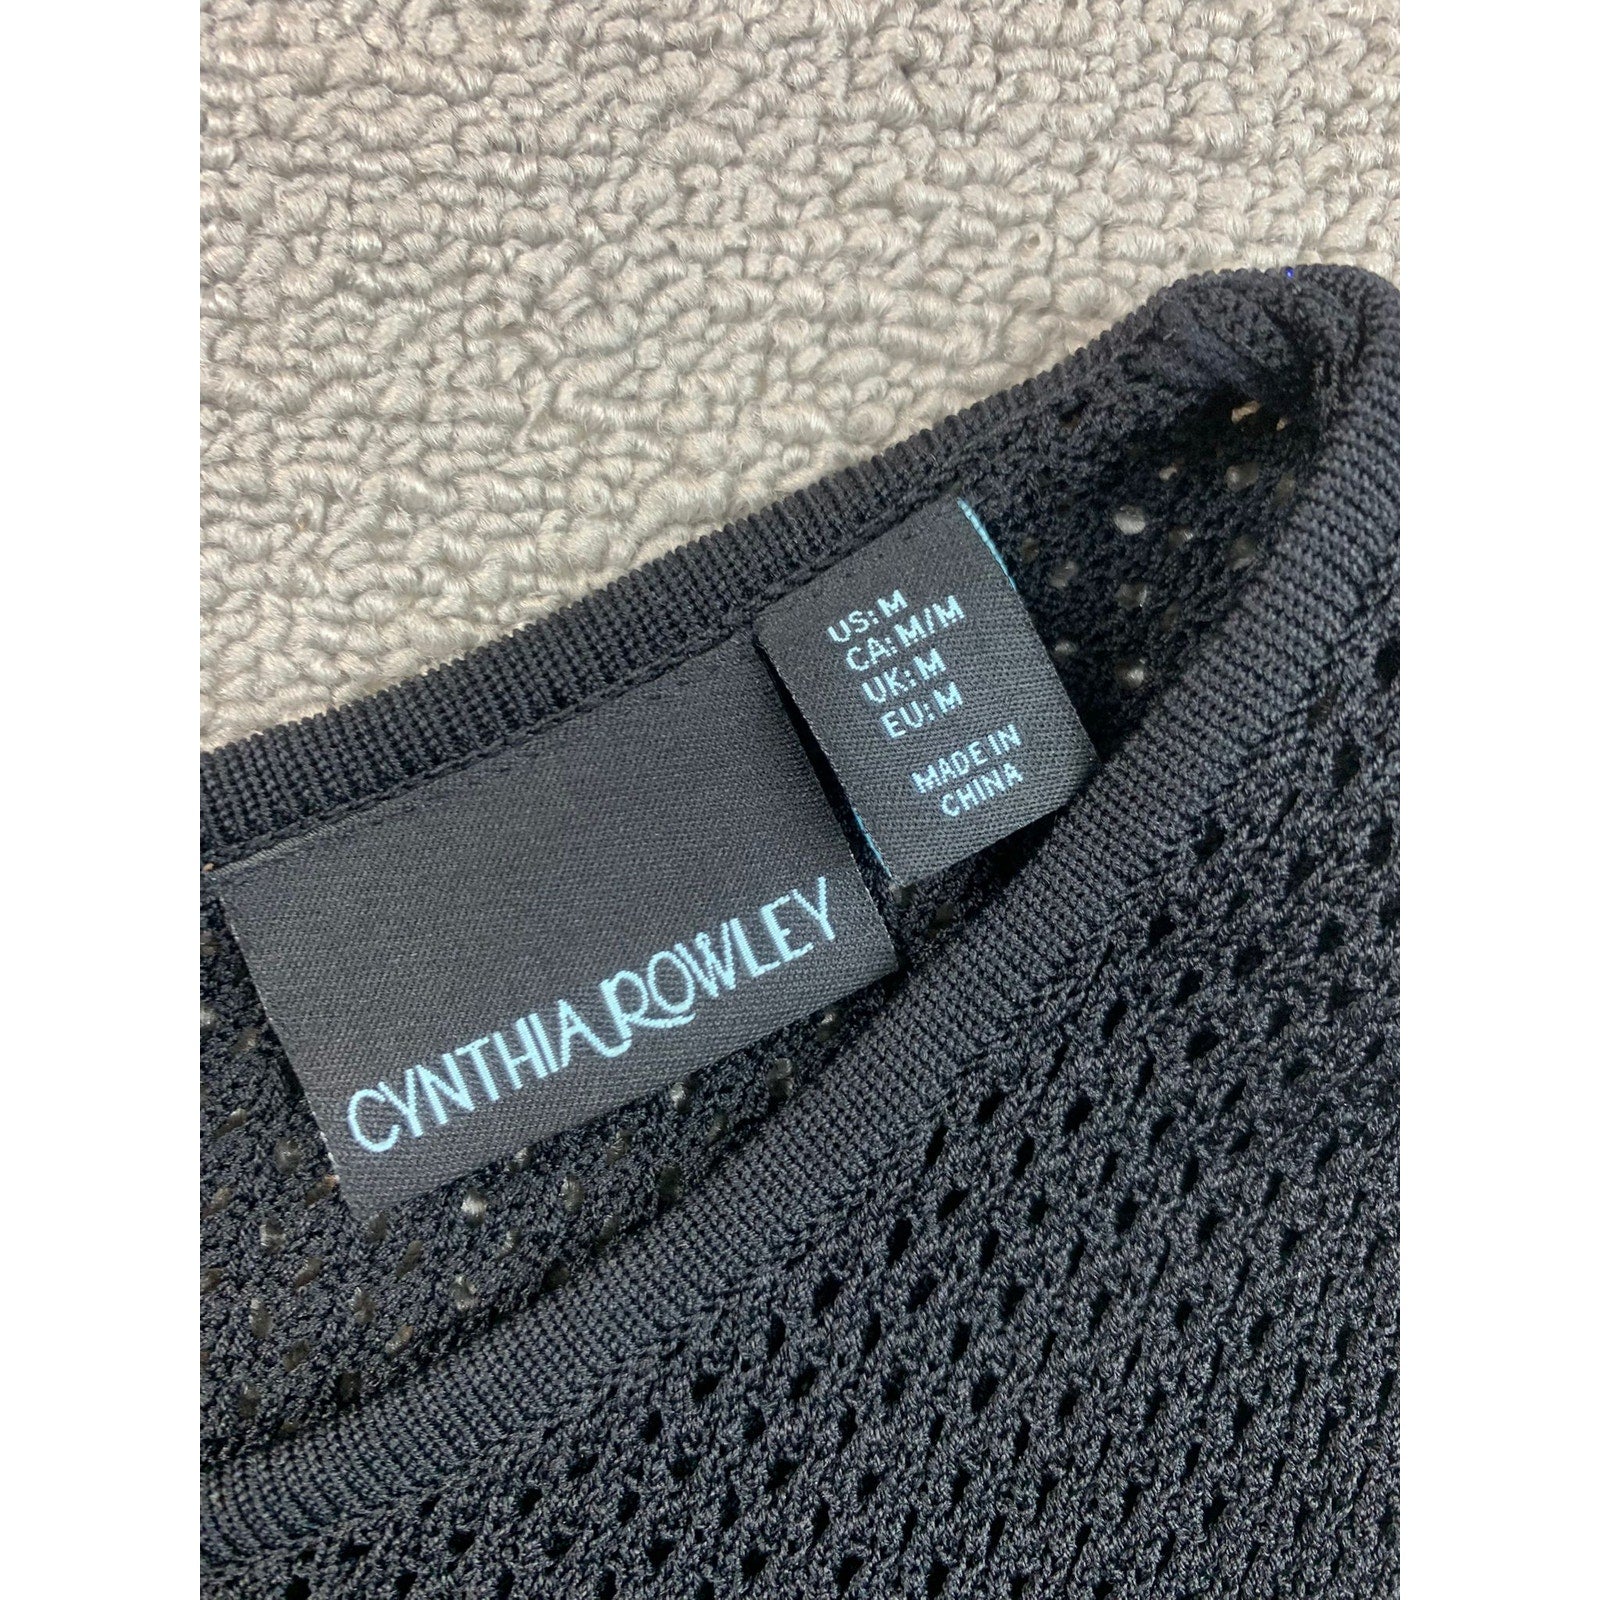 US: M
CA: M/M
UK: M
EU: M
MADE IN
CHINA
CYNTHIA ROWLEY